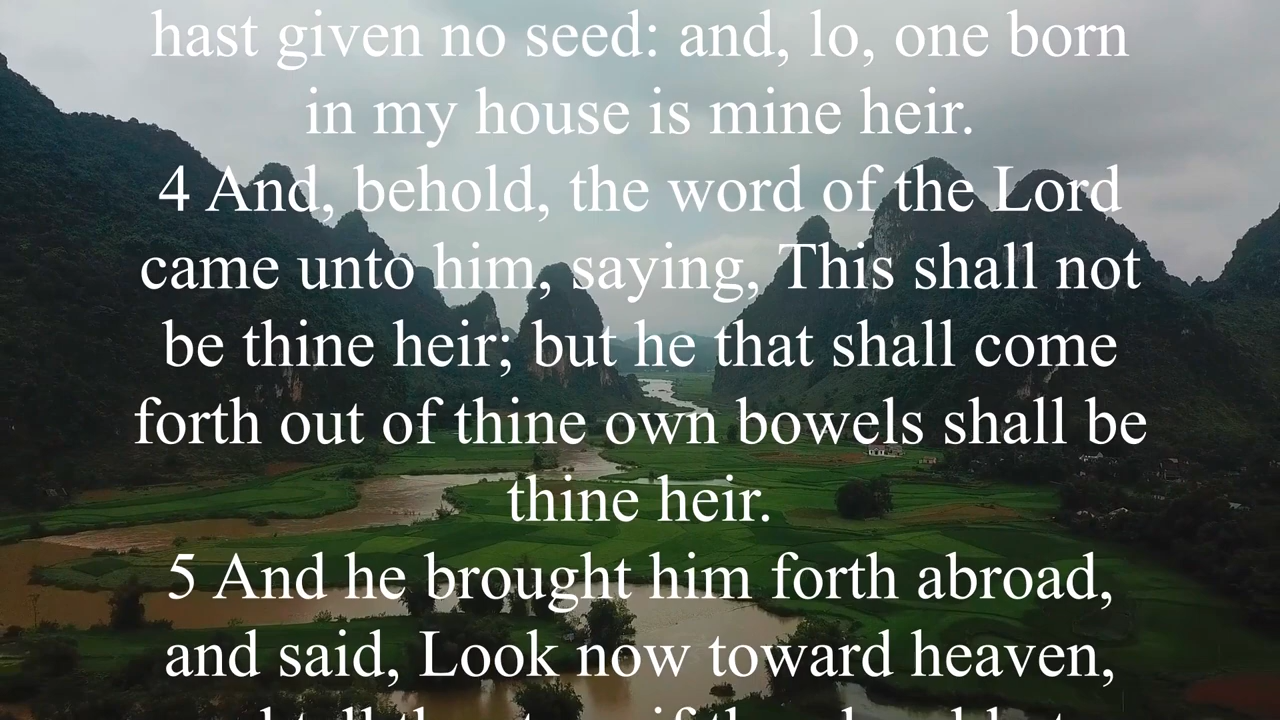 hast given no seed: and, lo, one born
in my house is mine heir.
4 And, behold, the word of the Lord
came unto him, saying, This shall not
be thine heir; but he that shall come
forth out of thine own bowels shall be
thine heir.
5 And he brought him forth abroad,
and said, Look now toward heaven,